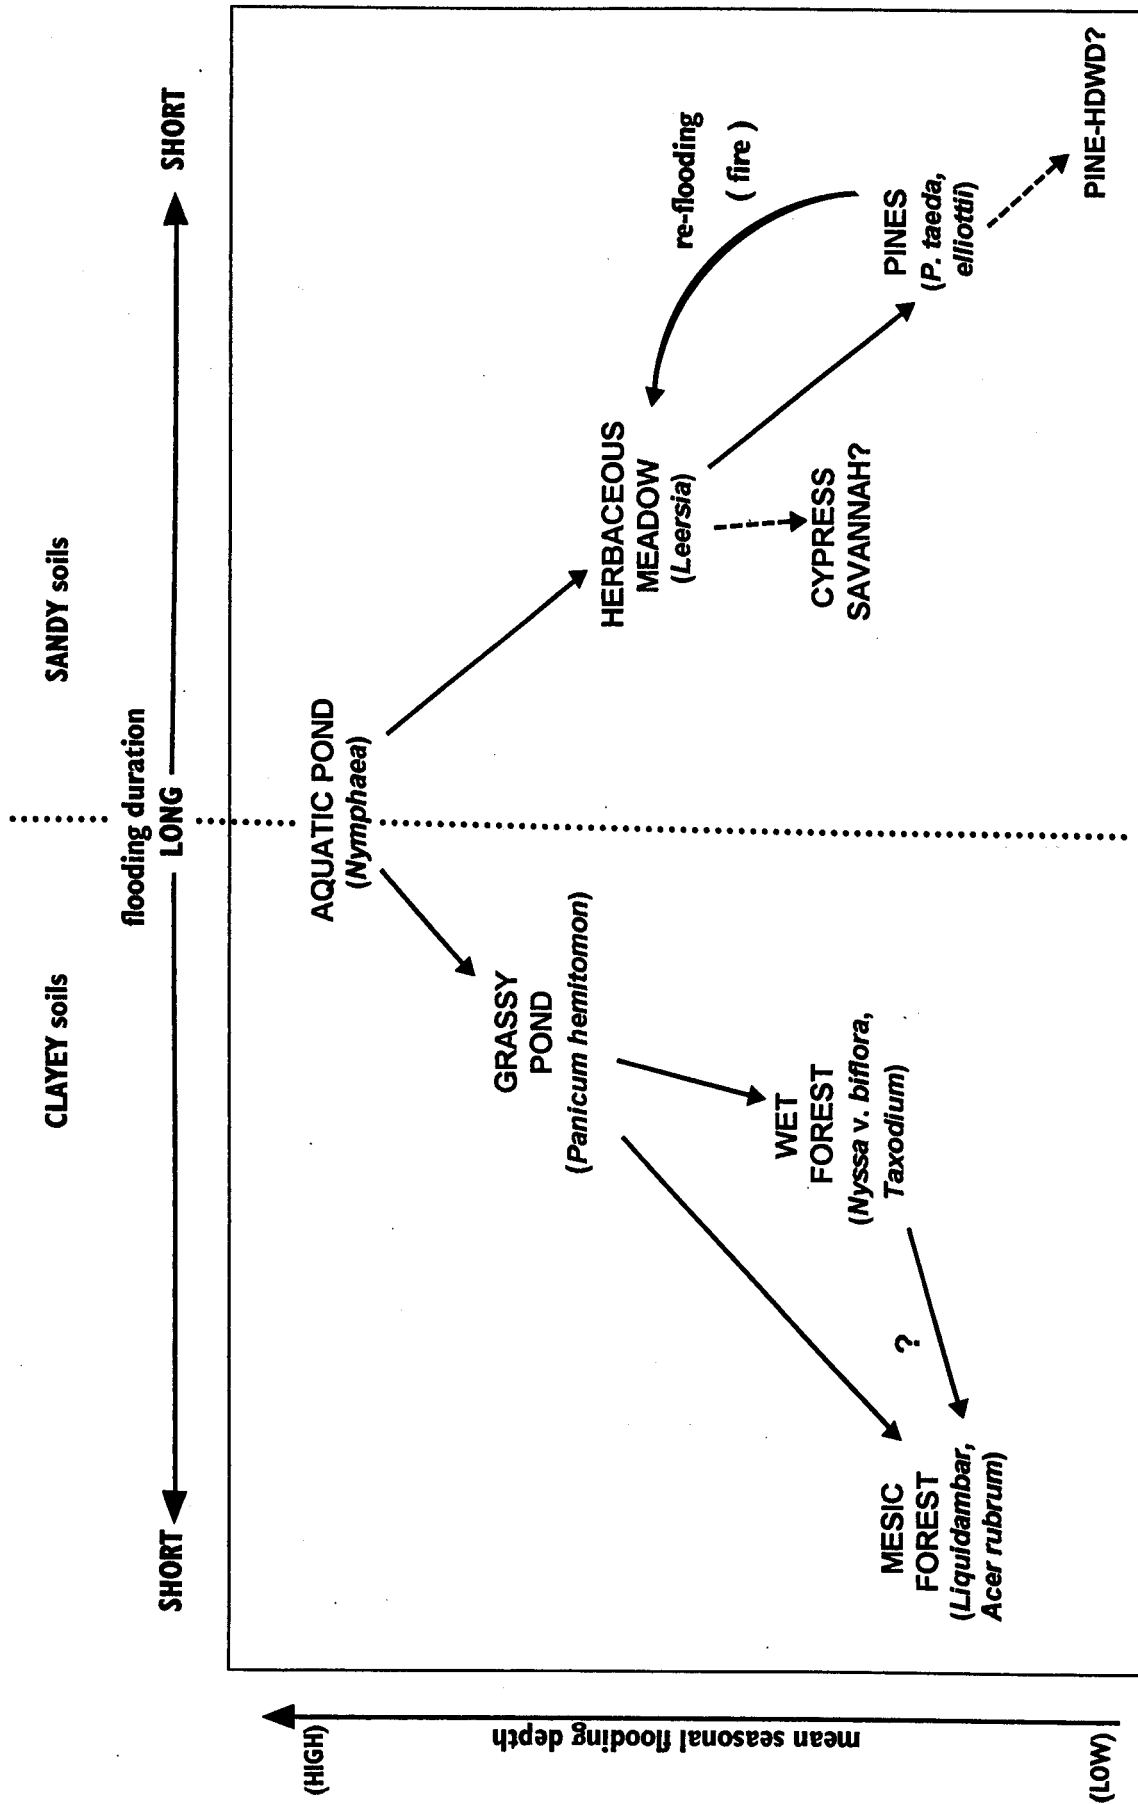 CLAYEY soils
SANDY soils
flooding duration
SHORT
LONG
SHORT
(HIGH)
mean seasonal flooding depth
(LOW)
AQUATIC POND
(Nymphaea)
GRASSY
POND
(Panicum hemitomon)
HERBACEOUS
MEADOW
(Leersia)
re-flooding
( fire )
WET
FOREST
(Nyssa v. biflora,
Taxodium)
CYPRESS
SAVANNAH?
?
MESIC
FOREST
(Liquidambar,
Acer rubrum)
PINES
(P. taeda,
elliottii)
PINE-HDWD?